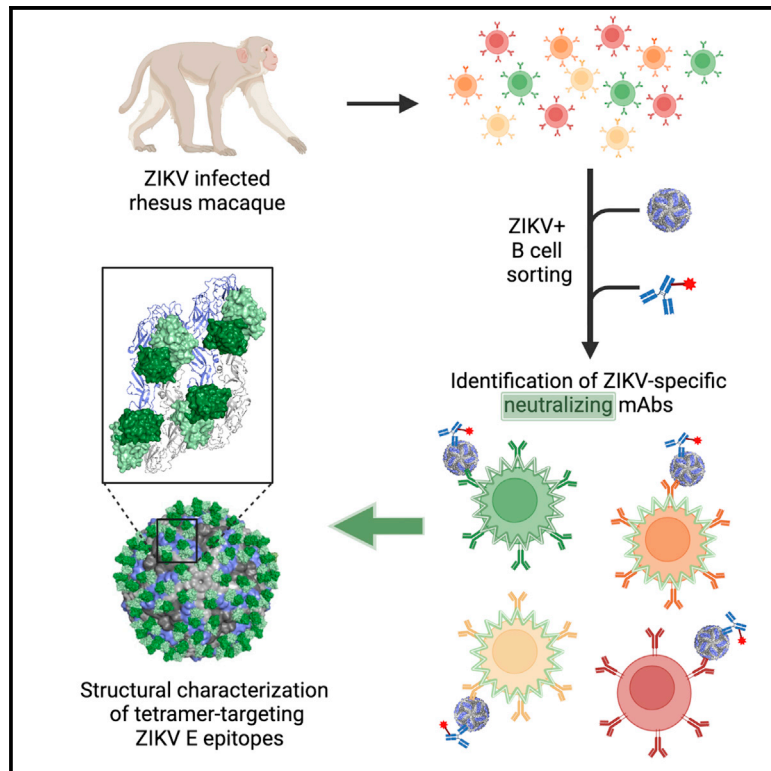 ZIKV infected
rhesus macaque
ZIKV+
B cell
sorting
Identification of ZIKV-specific
neutralizing mAbs
Structural characterization
of tetramer-targeting
ZIKV E epitopes